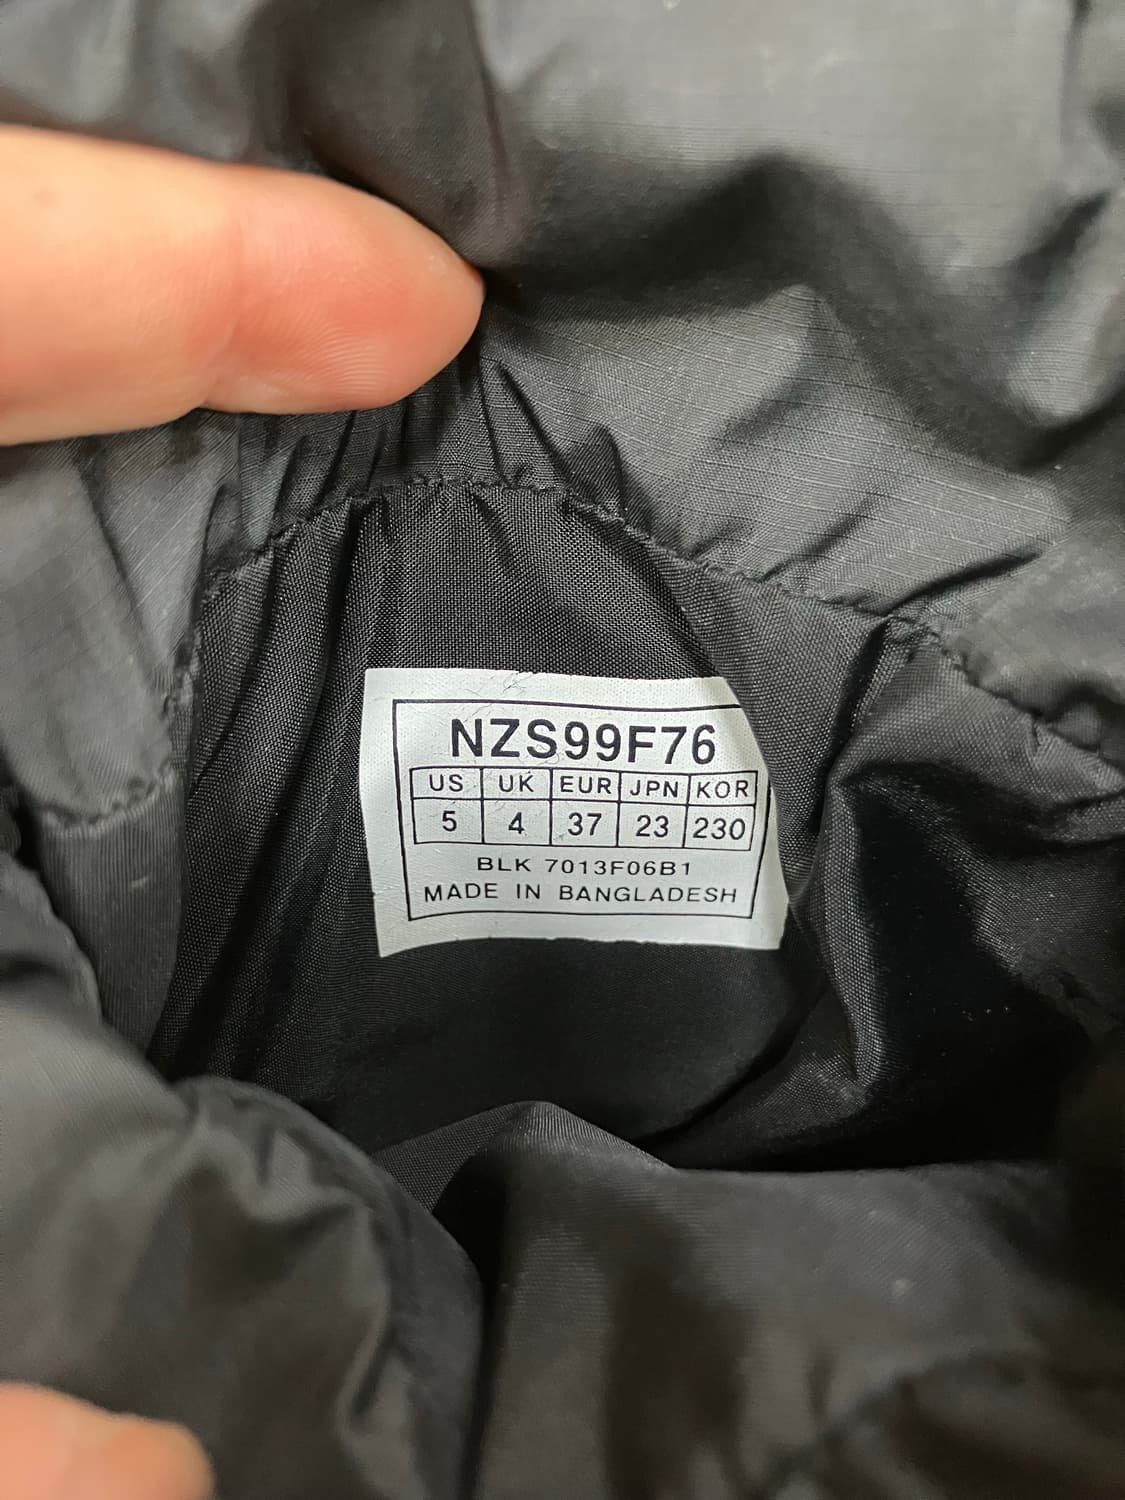 NZS99F76
US UK EUR JPN KOR
5 4 37 23 230
BLK 7013F06B1
MADE IN BANGLADESH